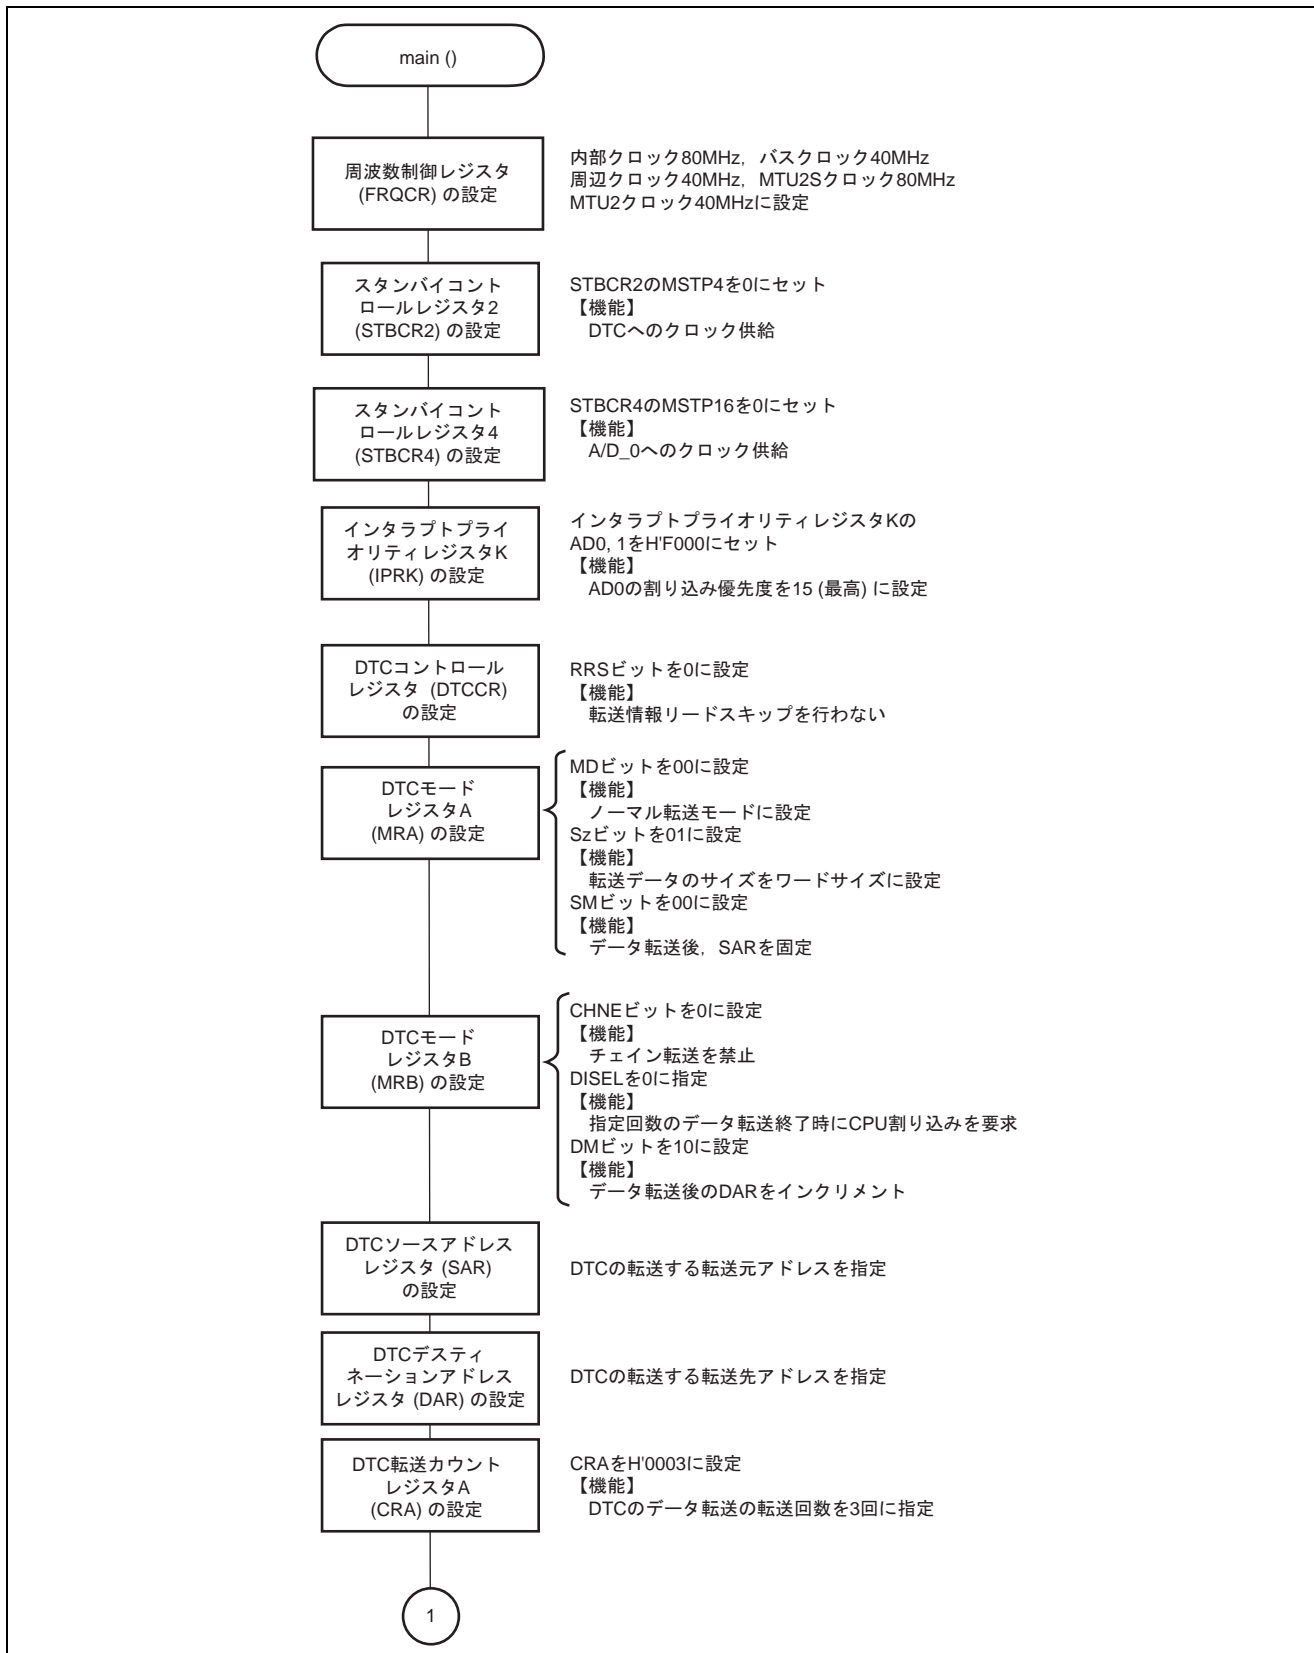 main ()
周波数制御レジスタ
(FRQCR) の設定
内部クロック80MHz，バスクロック40MHz
周辺クロック40MHz，MTU2Sクロック80MHz
MTU2クロック40MHzに設定
スタンバイコント
ロールレジスタ2
(STBCR2) の設定
STBCR2のMSTP4を0にセット
【機能】
DTCへのクロック供給
スタンバイコント
ロールレジスタ4
(STBCR4) の設定
STBCR4のMSTP16を0にセット
【機能】
A/D_0へのクロック供給
インタラプトプライ
オリティレジスタK
(IPRK) の設定
インタラプトプライオリティレジスタKの
AD0, 1をH'F000にセット
【機能】
AD0の割り込み優先度を15 (最高) に設定
DTCコントロール
レジスタ (DTCCR)
の設定
RRSビットを0に設定
【機能】
転送情報リードスキップを行わない
DTCモード
レジスタA
(MRA) の設定
MDビットを00に設定
【機能】
ノーマル転送モードに設定
Szビットを01に設定
【機能】
転送データのサイズをワードサイズに設定
SMビットを00に設定
【機能】
データ転送後，SARを固定
DTCモード
レジスタB
(MRB) の設定
CHNEビットを0に設定
【機能】
チェイン転送を禁止
DISELを0に指定
【機能】
指定回数のデータ転送終了時にCPU割り込みを要求
DMビットを10に設定
【機能】
データ転送後のDARをインクリメント
DTCソースアドレス
レジスタ (SAR)
の設定
DTCの転送する転送元アドレスを指定
DTCデスティ
ネーションアドレス
レジスタ (DAR) の設定
DTCの転送する転送先アドレスを指定
DTC転送カウント
レジスタA
(CRA) の設定
CRAをH'0003に設定
【機能】
DTCのデータ転送の転送回数を3回に指定
1